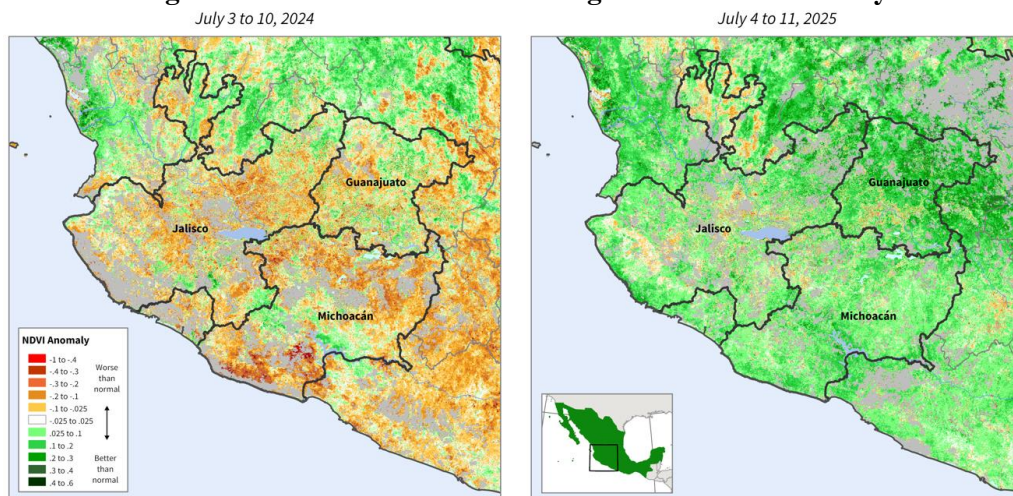 July 3 to 10, 2024
July 4 to 11, 2025
Guanajuato
Jalisco
Michoacán
NDVI Anomaly
-1 to -.4
-.4 to -.3
-.3 to -.2
-.2 to -.1
-.1 to -.025
-.025 to .025
.025 to .1
.1 to .2
.2 to .3
.3 to .4
.4 to .6
Worse
than
normal
Better
than
normal
Guanajuato
Jalisco
Michoacán